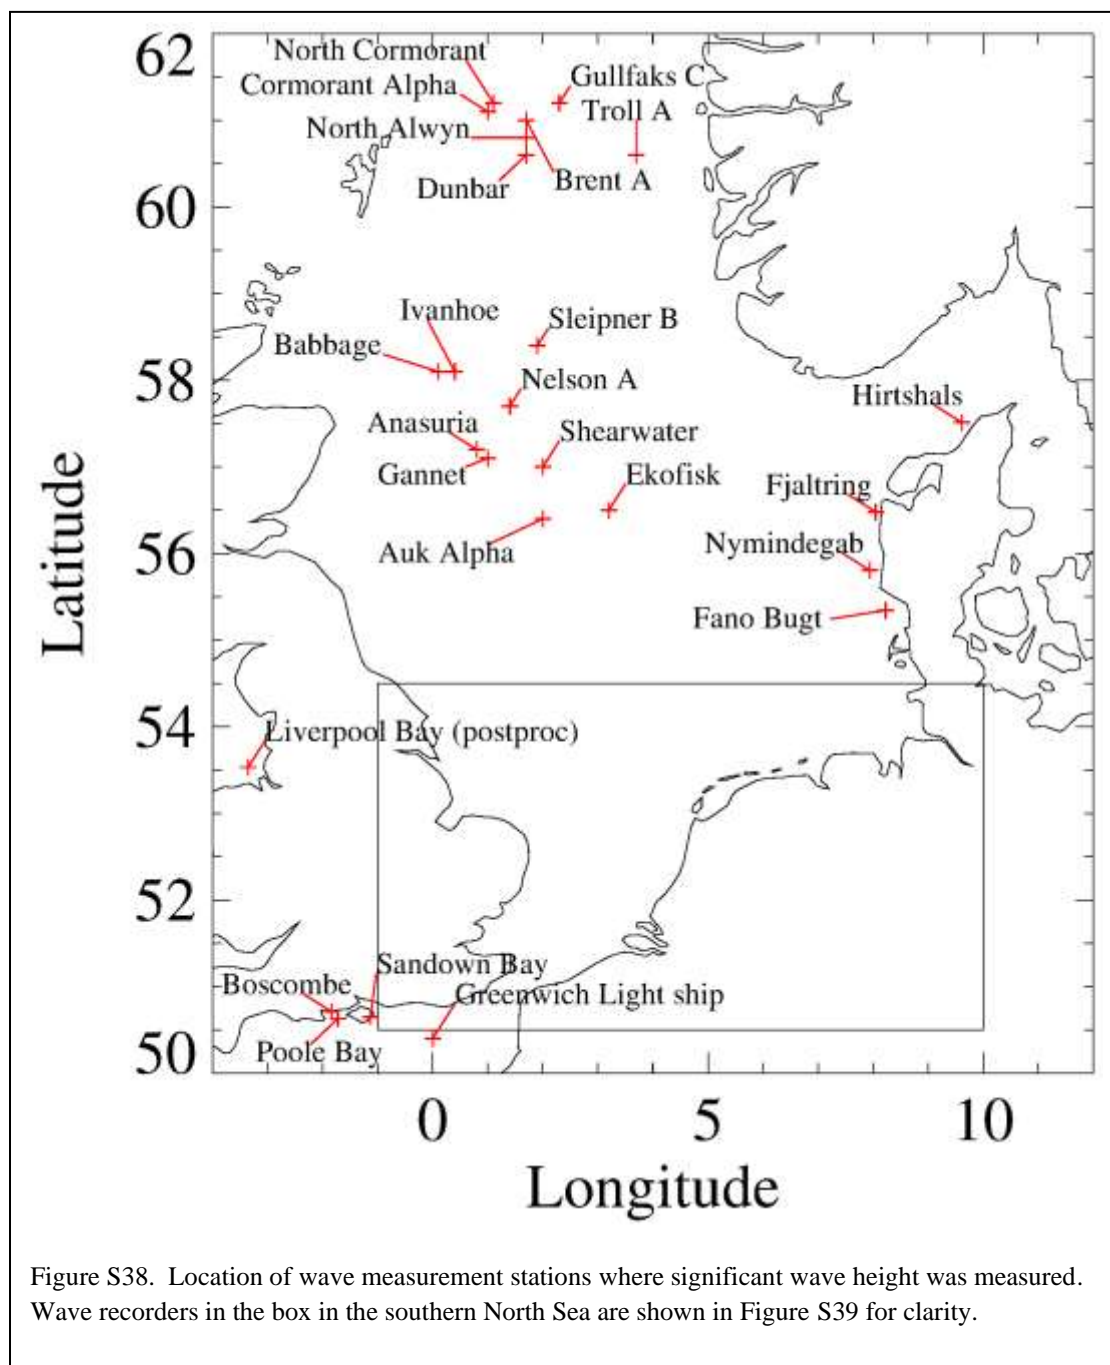 62
North Cormorant
Gullfaks C
Cormorant Alpha
Troll A
North Alwyn
Dunbar
Brent A
60
Ivanhoe
Sleipner B
Babbage
58
Nelson A
Hirtshals
Anasuria
Shearwater
Gannet
Ekofisk
Fjaltring
Auk Alpha
56
Nymindegab
Fano Bugt
Latitude
54
Liverpool Bay (postproc)
52
Sandown Bay
Boscombe
Greenwich Light ship
Poole Bay
50
0 5 10
Longitude
Figure S38. Location of wave measurement stations where significant wave height was measured.
Wave recorders in the box in the southern North Sea are shown in Figure S39 for clarity.